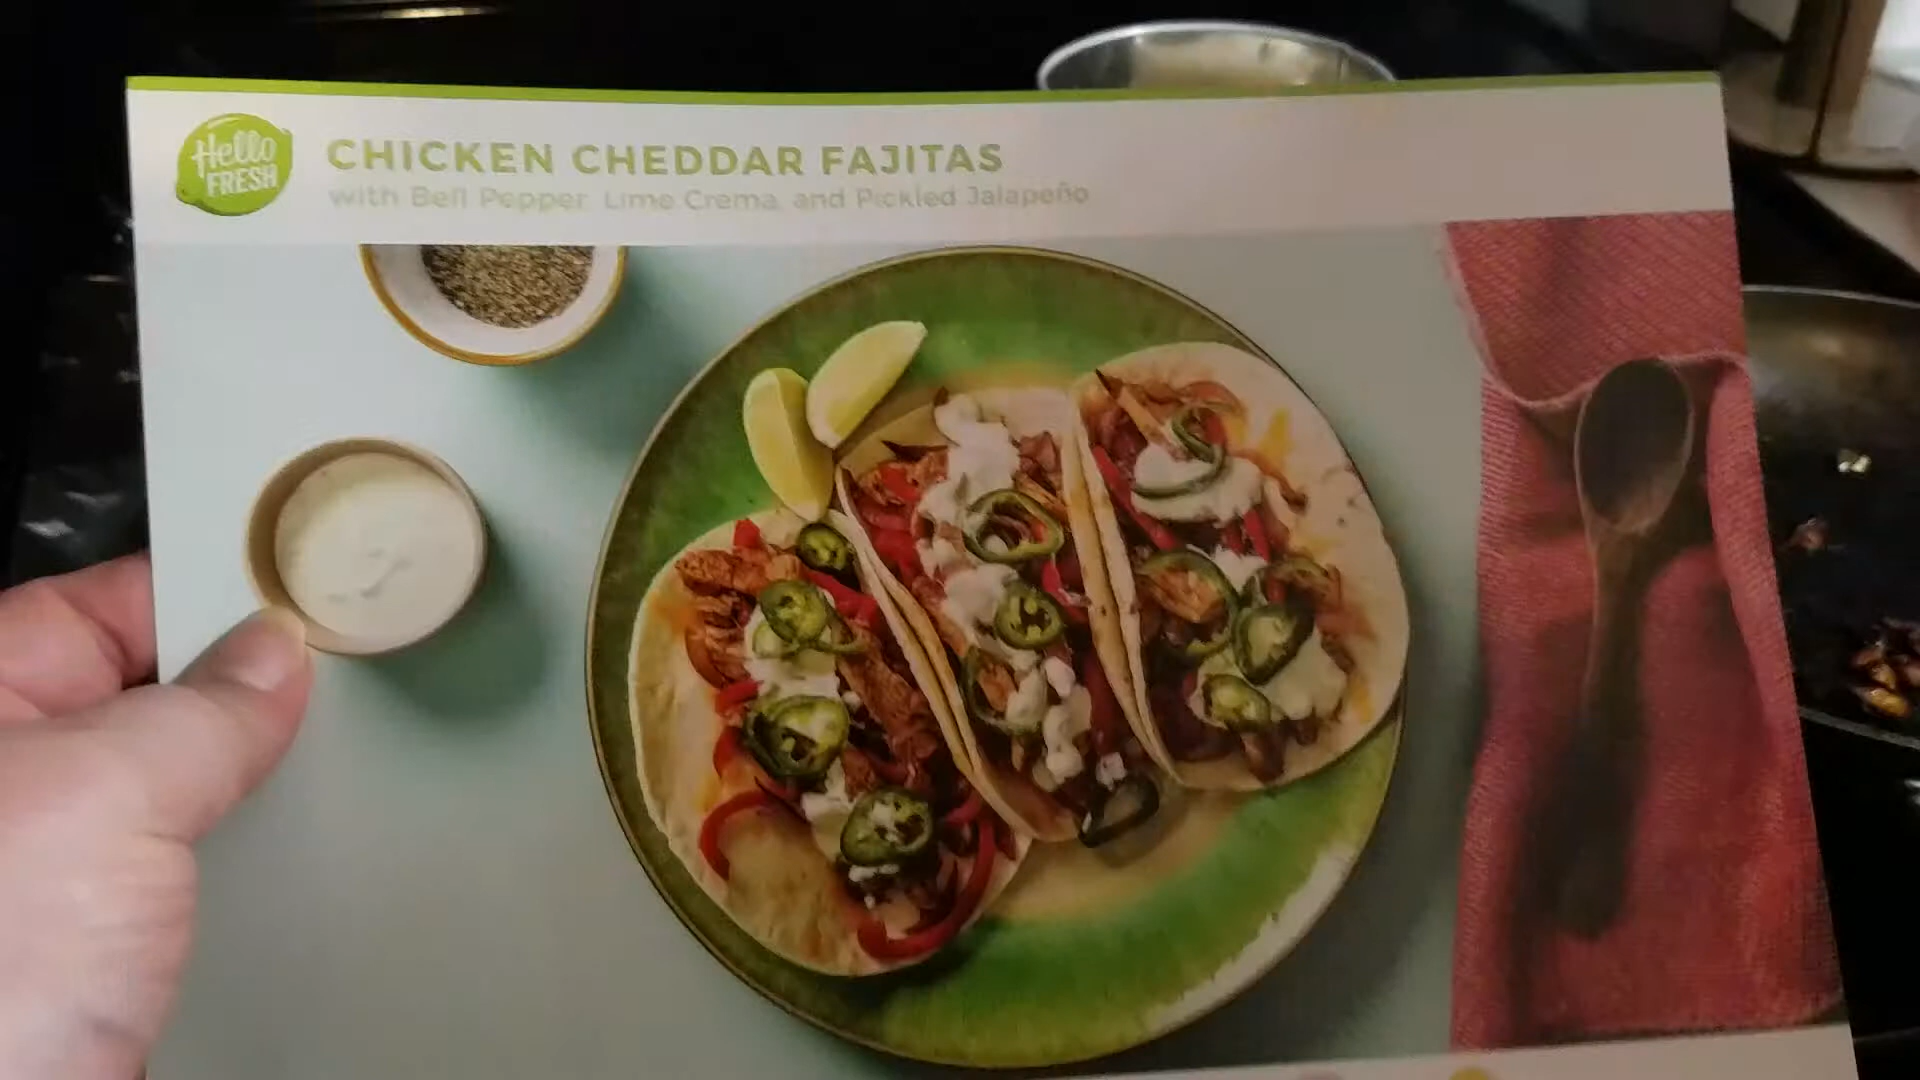 Hello
FRESH
CHICKEN CHEDDAR FAJITAS
with Bell Pepper, Lime Crema, and Pickled Jalapeño